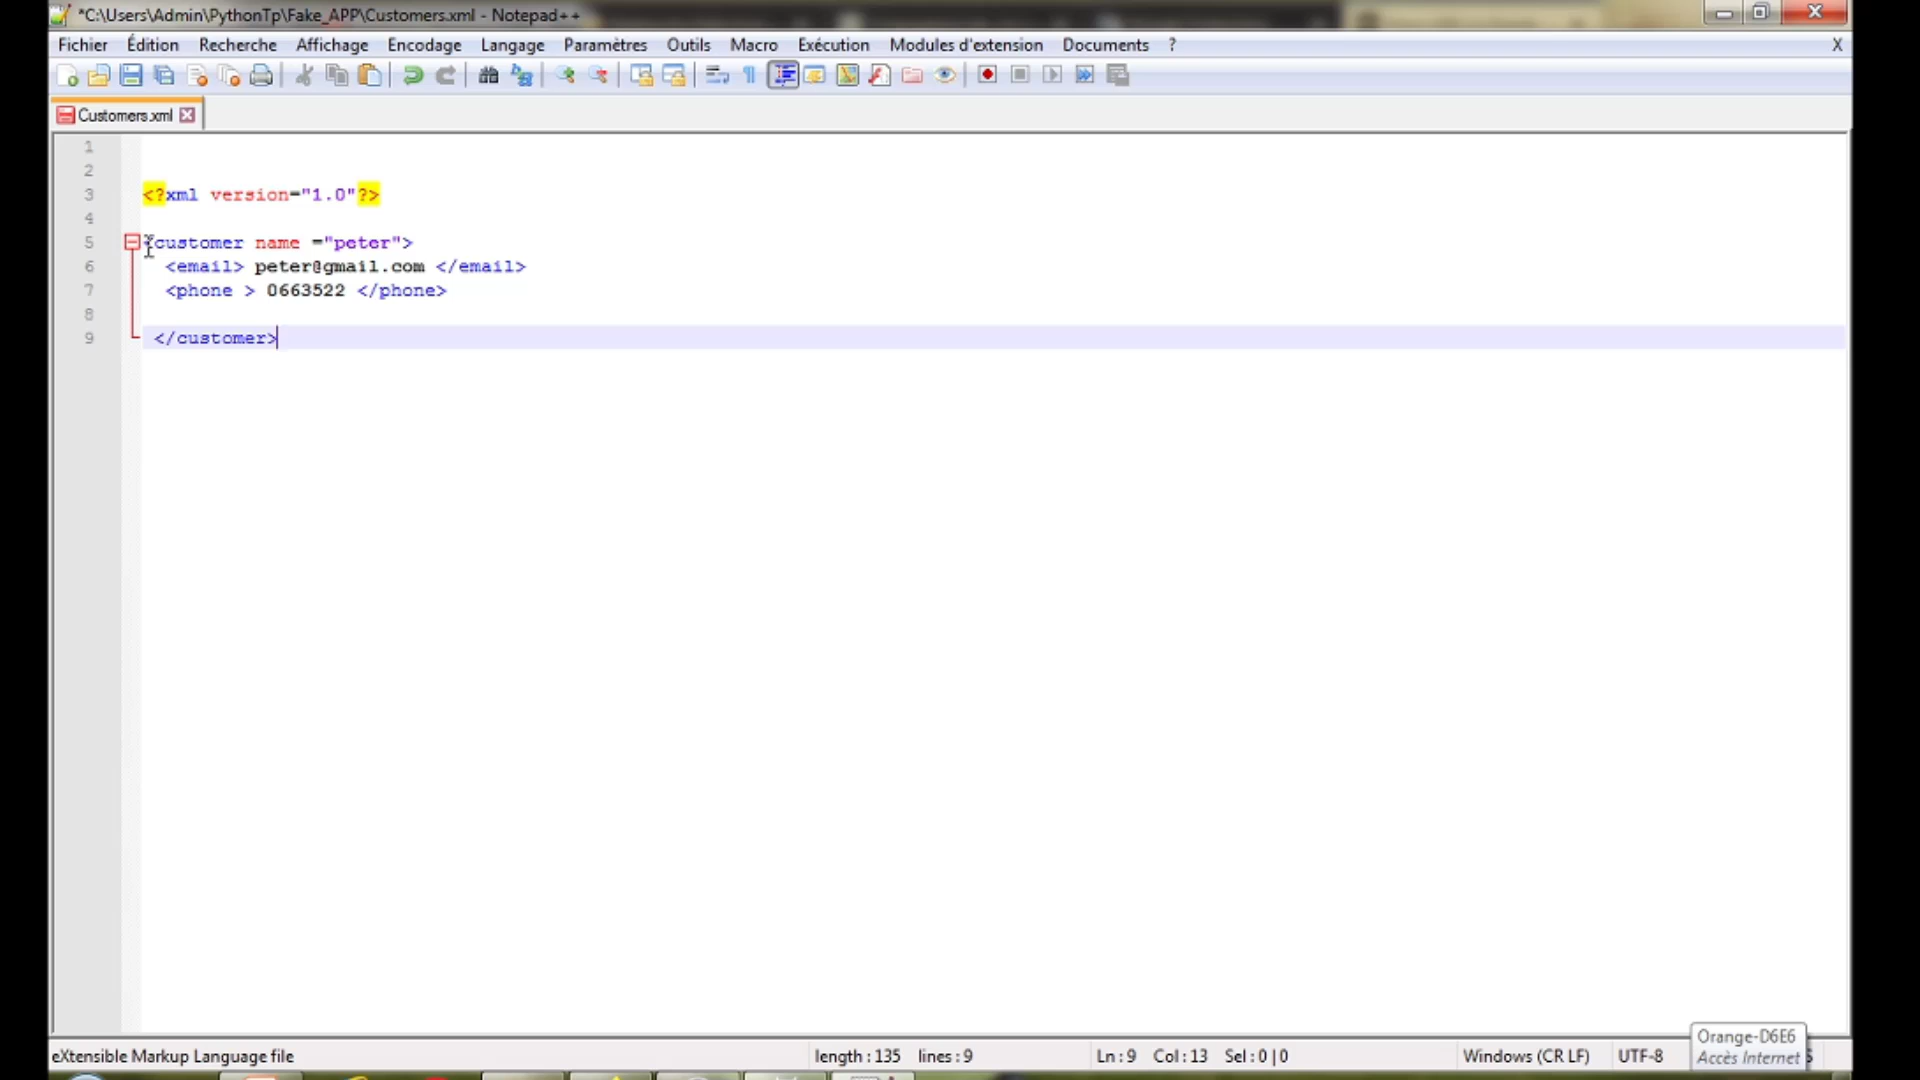 *C:\Users\Admin\PythonTp\Fake_APP\Customers.xml - Notepad++
Fichier Édition Recherche Affichage Encodage Langage Paramètres Outils Macro Exécution Modules d'extension Documents ? X
Customers.xml
1
2
3 <?xml version="1.0"?>
4
5 customer name ="peter">
6 <email> peter@gmail.com </email>
7 <phone > 0663522 </phone>
8
9 </customer>
Orange-D6E6
Accès Internet
eXtensible Markup Language file length : 135 lines : 9 Ln : 9 Col : 13 Sel : 0 | 0 Windows (CR LF) UTF-8